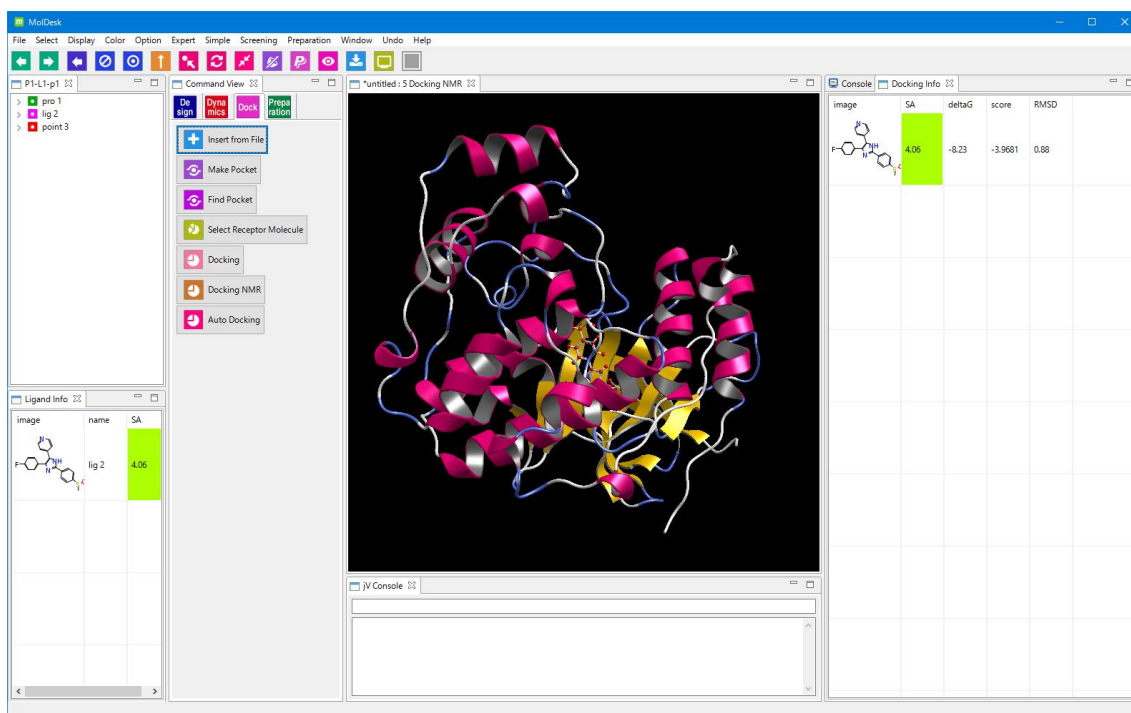 MolDesk
File Select Display Color Option Expert Simple Screening Preparation Window Undo Help
P1-L1-p1
pro 1
lig 2
point 3
Command View
De sign
Dyna mics
Dock
Prepa ration
Insert from File
Make Pocket
Find Pocket
Select Receptor Molecule
Docking
Docking NMR
Auto Docking
*untitled : 5 Docking NMR
Console
Docking Info
image SA deltaG score RMSD
N
F
NH
N
4.06 -8.23 -3.9681 0.88
Ligand Info
image name SA
N
F
NH
N
lig 2 4.06
jV Console